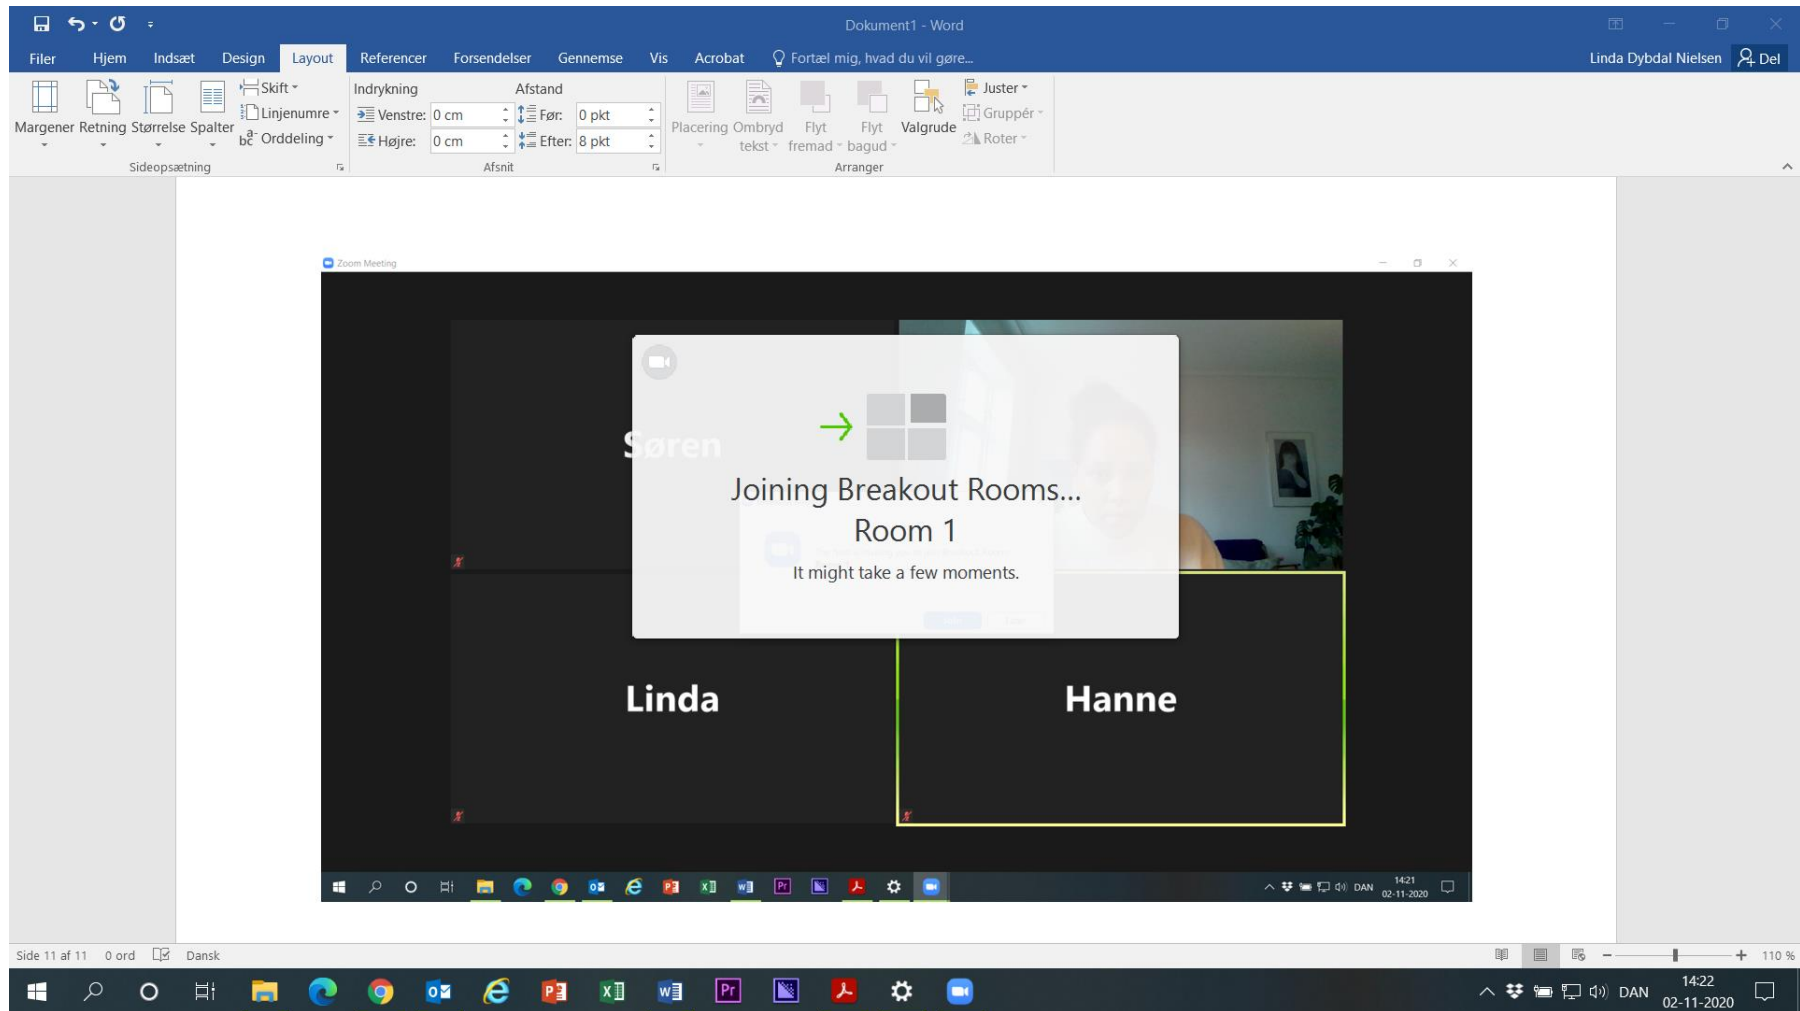 Dokument1 - Word
Filer Hjem Indsæt Design Layout Referencer Forsendelser Gennemse Vis Acrobat Fortæl mig, hvad du vil gøre... Linda Dybdal Nielsen Del
Margener Retning Størrelse Spalter
Skift
Linjenumre
Orddeling
Sideopsætning
Indrykning Afstand
Venstre: 0 cm Før: 0 pkt
Højre: 0 cm Efter: 8 pkt
Afsnit
Placering Ombryd tekst Flyt fremad Flyt bagud Valgrude
Juster
Gruppér
Roter
Arranger
Zoom Meeting
Søren
Joining Breakout Rooms...
Room 1
It might take a few moments.
Linda Hanne
DAN 14:21
02-11-2020
Side 11 af 11 0 ord Dansk 110 %
DAN 14:22
02-11-2020